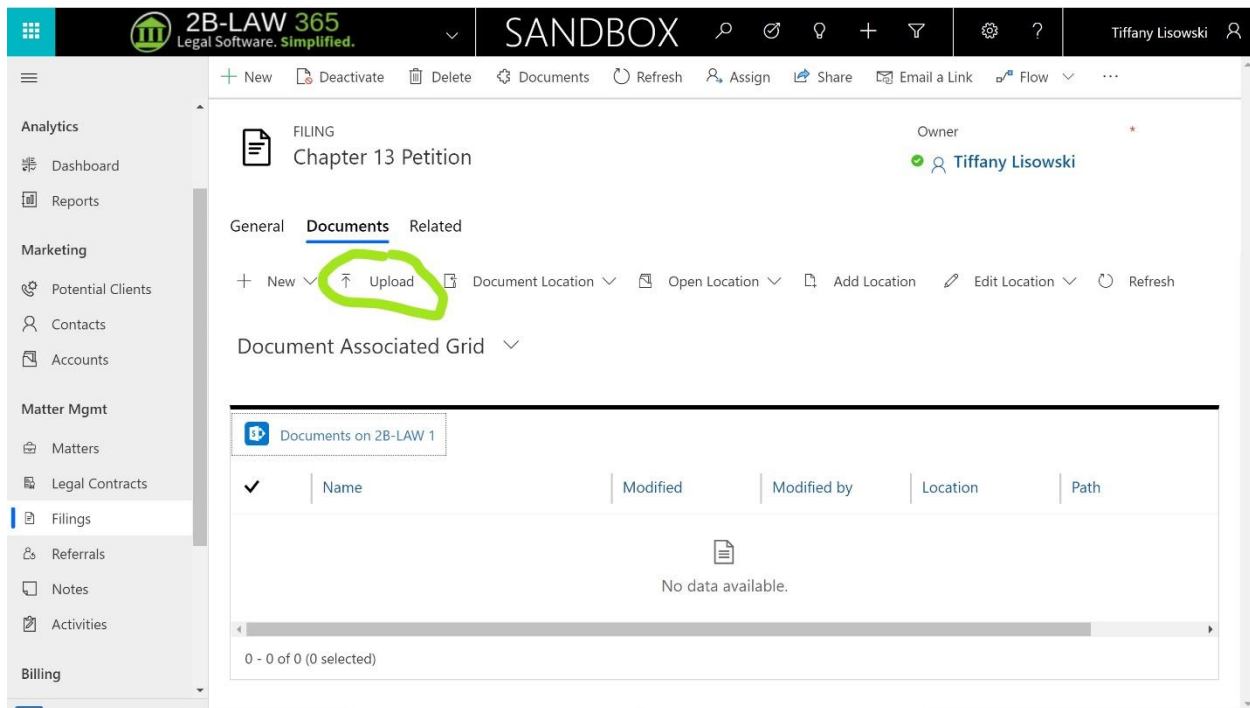 2B-LAW 365
Legal Software. Simplified.
SANDBOX
?
Tiffany Lisowski
+ New
Deactivate
Delete
Documents
Refresh
Assign
Share
Email a Link
Flow
...
Analytics
Dashboard
Reports
Marketing
Potential Clients
Contacts
Accounts
Matter Mgmt
Matters
Legal Contracts
Filings
Referrals
Notes
Activities
Billing
FILING
Chapter 13 Petition
Owner
*
Tiffany Lisowski
General
Documents
Related
+ New
Upload
Document Location
Open Location
Add Location
Edit Location
Refresh
Document Associated Grid
Documents on 2B-LAW 1
Name
Modified
Modified by
Location
Path
No data available.
0 - 0 of 0 (0 selected)